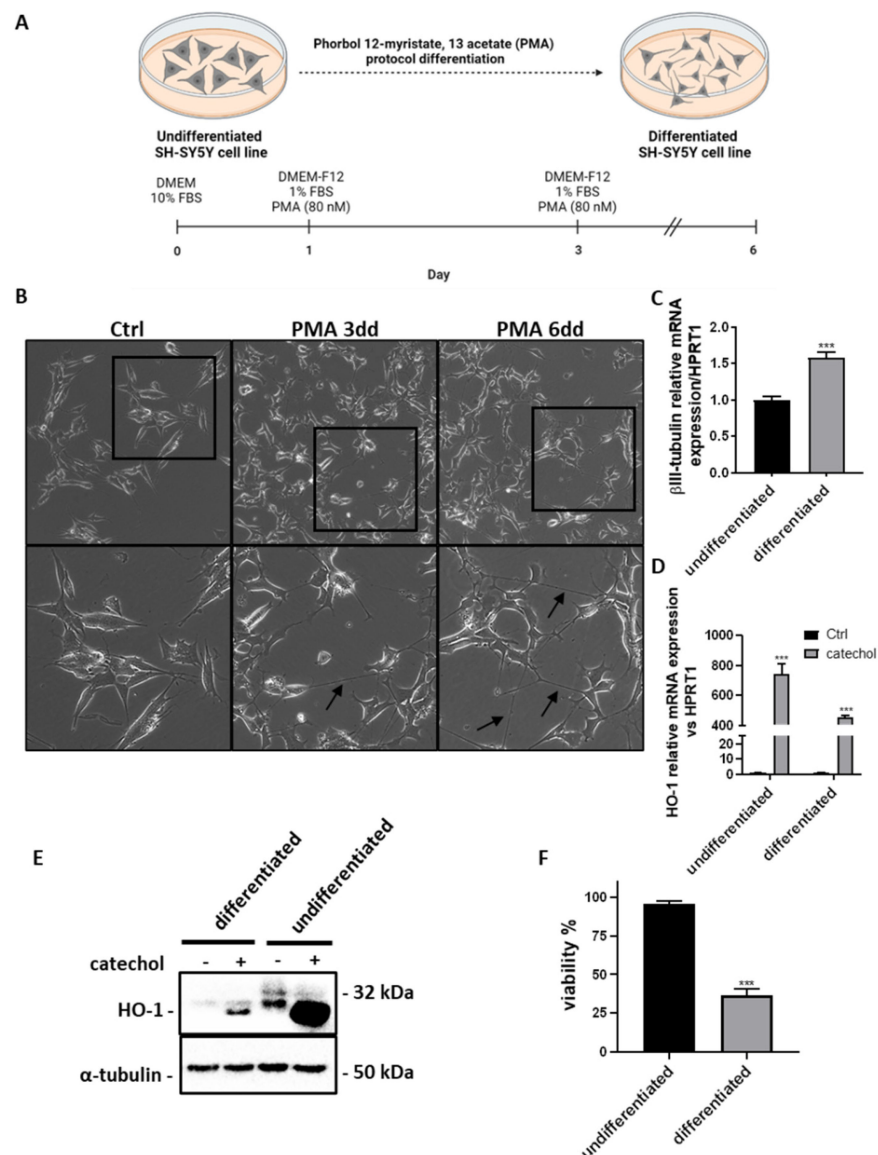 A
Phorbol 12-myristate, 13 acetate (PMA)
protocol differentiation
Undifferentiated
SH-SY5Y cell line
Differentiated
SH-SY5Y cell line
DMEM
10% FBS
DMEM-F12
1% FBS
PMA (80 nM)
DMEM-F12
1% FBS
PMA (80 nM)
0
1
3
6
Day
B
Ctrl
PMA 3dd
PMA 6dd
C
βIII-tubulin relative mRNA
expression/HPRT1
2.0
1.5
1.0
0.5
0.0
***
undifferentiated
differentiated
D
HO-1 relative mRNA expression
vs HPRT1
1000
800
600
400
20
10
0
***
***
Ctrl
catechol
undifferentiated
differentiated
E
differentiated
undifferentiated
catechol
- + - +
HO-1 -
- 32 kDa
α-tubulin -
- 50 kDa
F
viability %
100
75
50
25
0
***
undifferentiated
differentiated